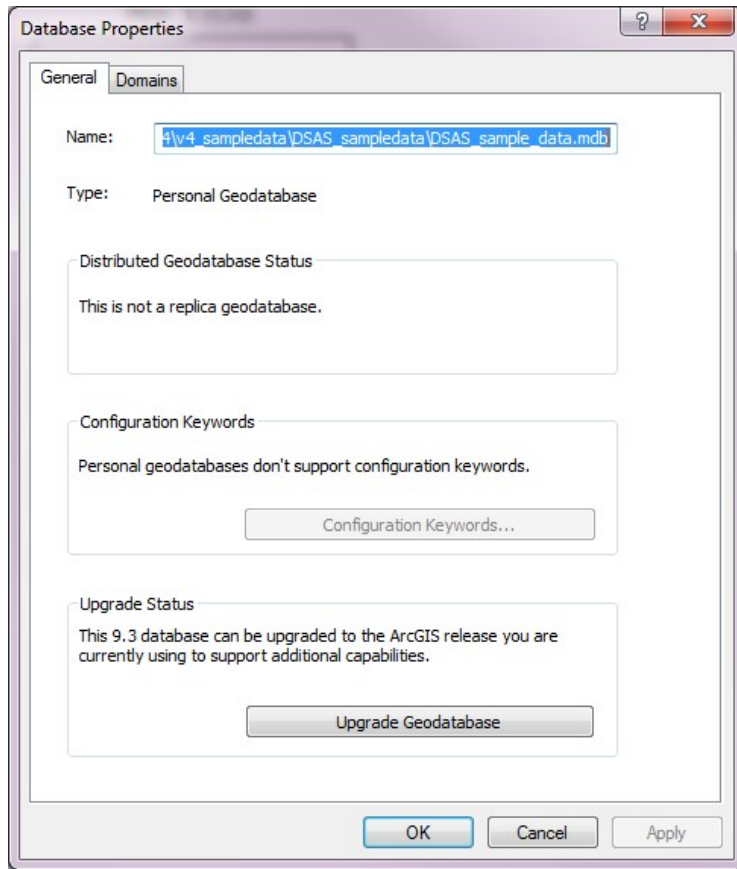 Database Properties
General
Domains
Name:
4\v4_sampledata\DSAS_sampledata\DSAS_sample_data.mdb
Type:
Personal Geodatabase
Distributed Geodatabase Status
This is not a replica geodatabase.
Configuration Keywords
Personal geodatabases don't support configuration keywords.
Configuration Keywords...
Upgrade Status
This 9.3 database can be upgraded to the ArcGIS release you are
currently using to support additional capabilities.
Upgrade Geodatabase
OK
Cancel
Apply